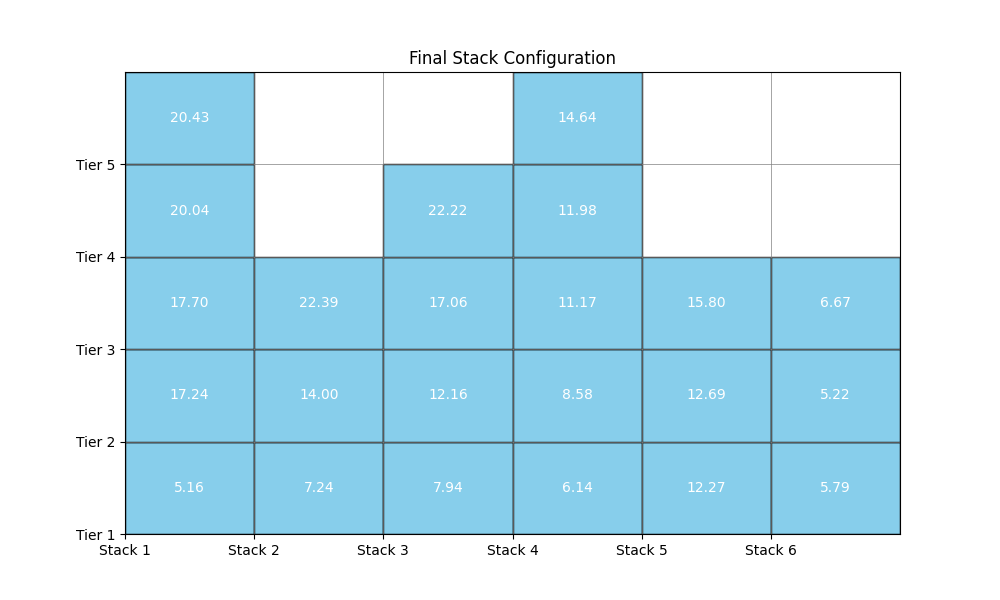 Final Stack Configuration
20.43 14.64
Tier 5
20.04 22.22 11.98
Tier 4
17.70 22.39 17.06 11.17 15.80 6.67
Tier 3
17.24 14.00 12.16 8.58 12.69 5.22
Tier 2
5.16 7.24 7.94 6.14 12.27 5.79
Tier 1
Stack 1 Stack 2 Stack 3 Stack 4 Stack 5 Stack 6